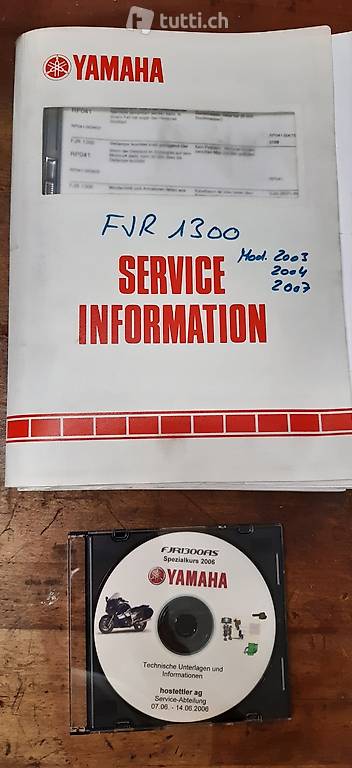 tutti.ch
YAMAHA
RP041
FJR 1300
RP041
FJR 1300
FJR 1300
Mod. 2003
2004
2007
SERVICE
INFORMATION
FJR1300AS
Spezialkurs 2006
YAMAHA
Technische Unterlagen und
Informationen
hostettler ag
Service-Abteilung
07.06. - 14.06.2006